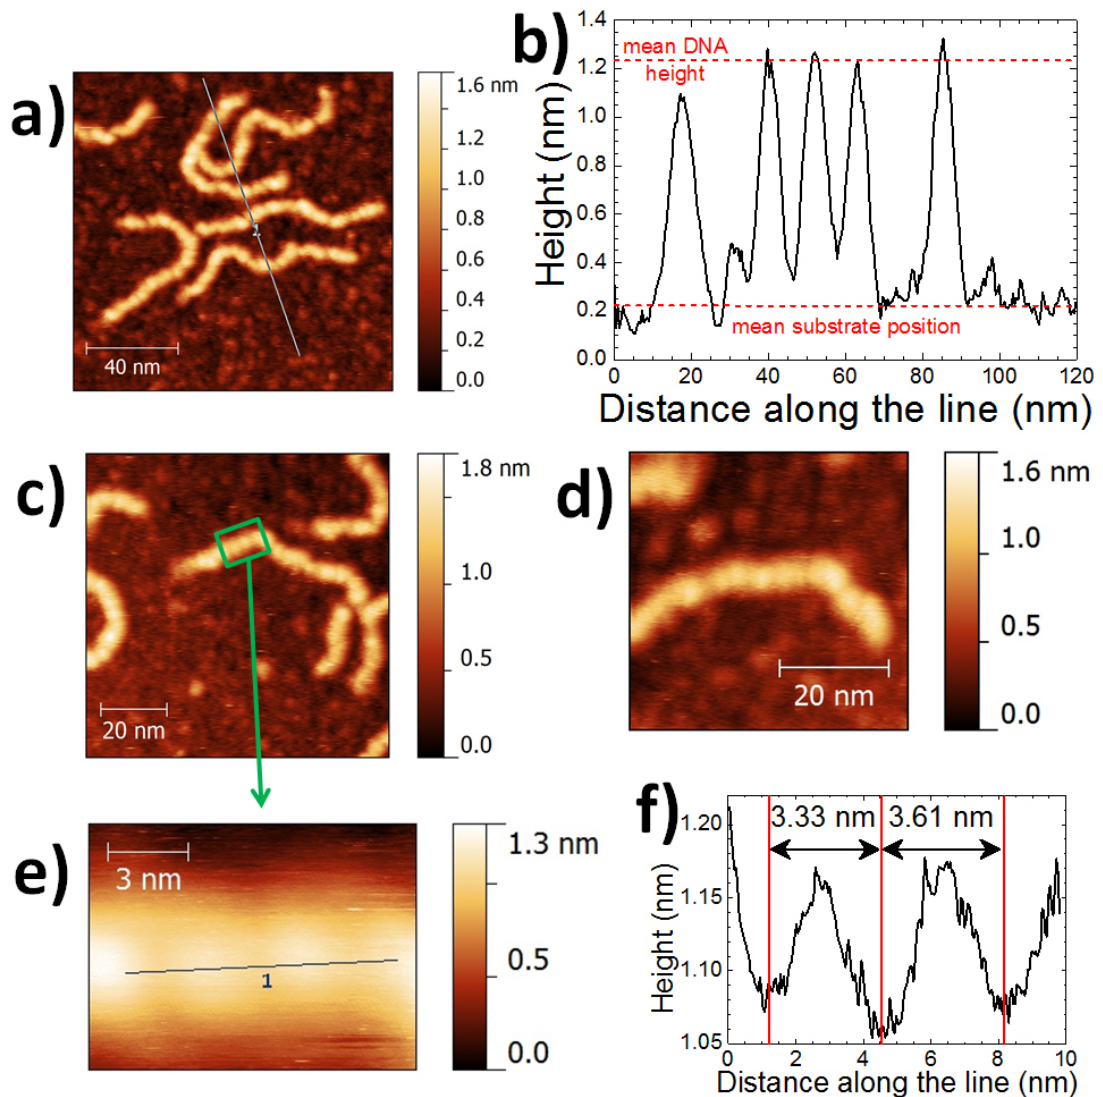 a)
1
40 nm
1.6 nm
1.2
1.0
0.8
0.6
0.4
0.2
0.0
b)
1.4
1.2
1.0
0.8
0.6
0.4
0.2
0.0
Height (nm)
mean DNA
height
mean substrate position
0 20 40 60 80 100 120
Distance along the line (nm)
c)
20 nm
1.8 nm
1.0
0.5
0.0
d)
20 nm
1.6 nm
1.0
0.5
0.0
e)
3 nm
1
1.3 nm
0.5
0.0
f)
3.33 nm 3.61 nm
1.20
1.15
1.10
1.05
Height (nm)
0 2 4 6 8 10
Distance along the line (nm)